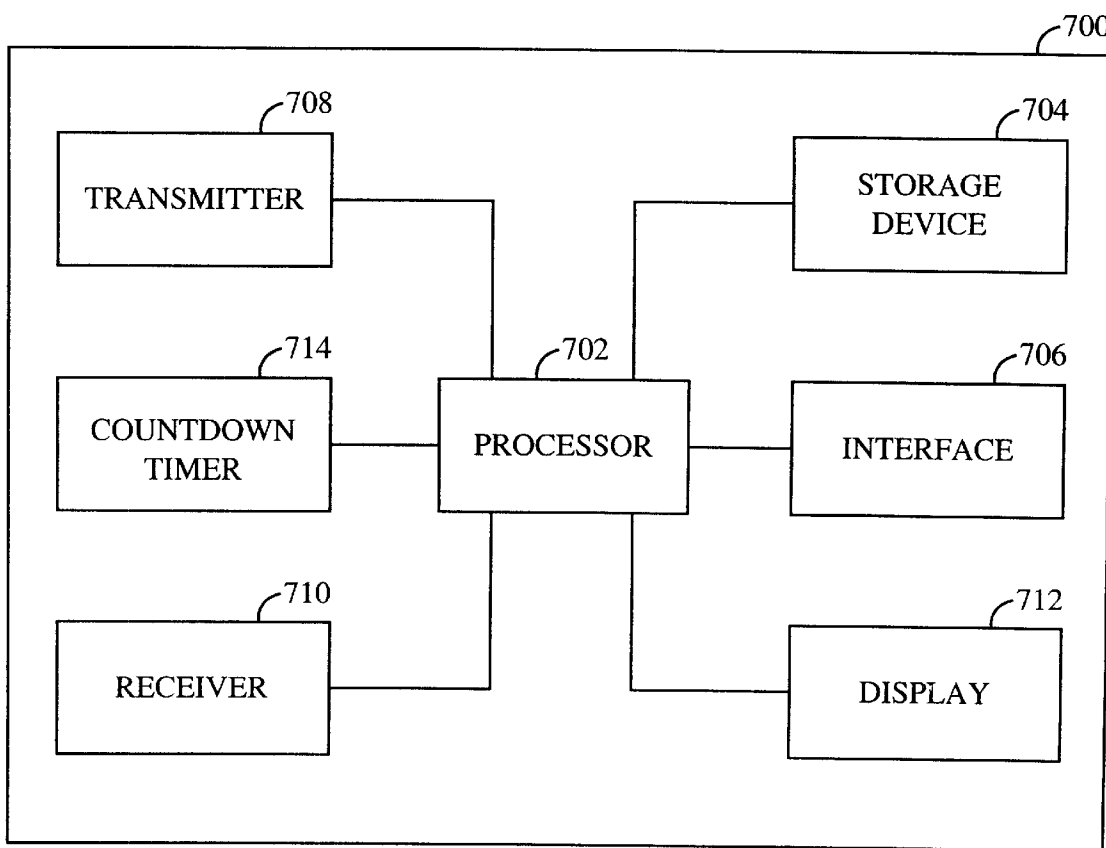 700
708
704
TRANSMITTER
STORAGE
DEVICE
714
702
706
COUNTDOWN
TIMER
PROCESSOR
INTERFACE
710
712
RECEIVER
DISPLAY